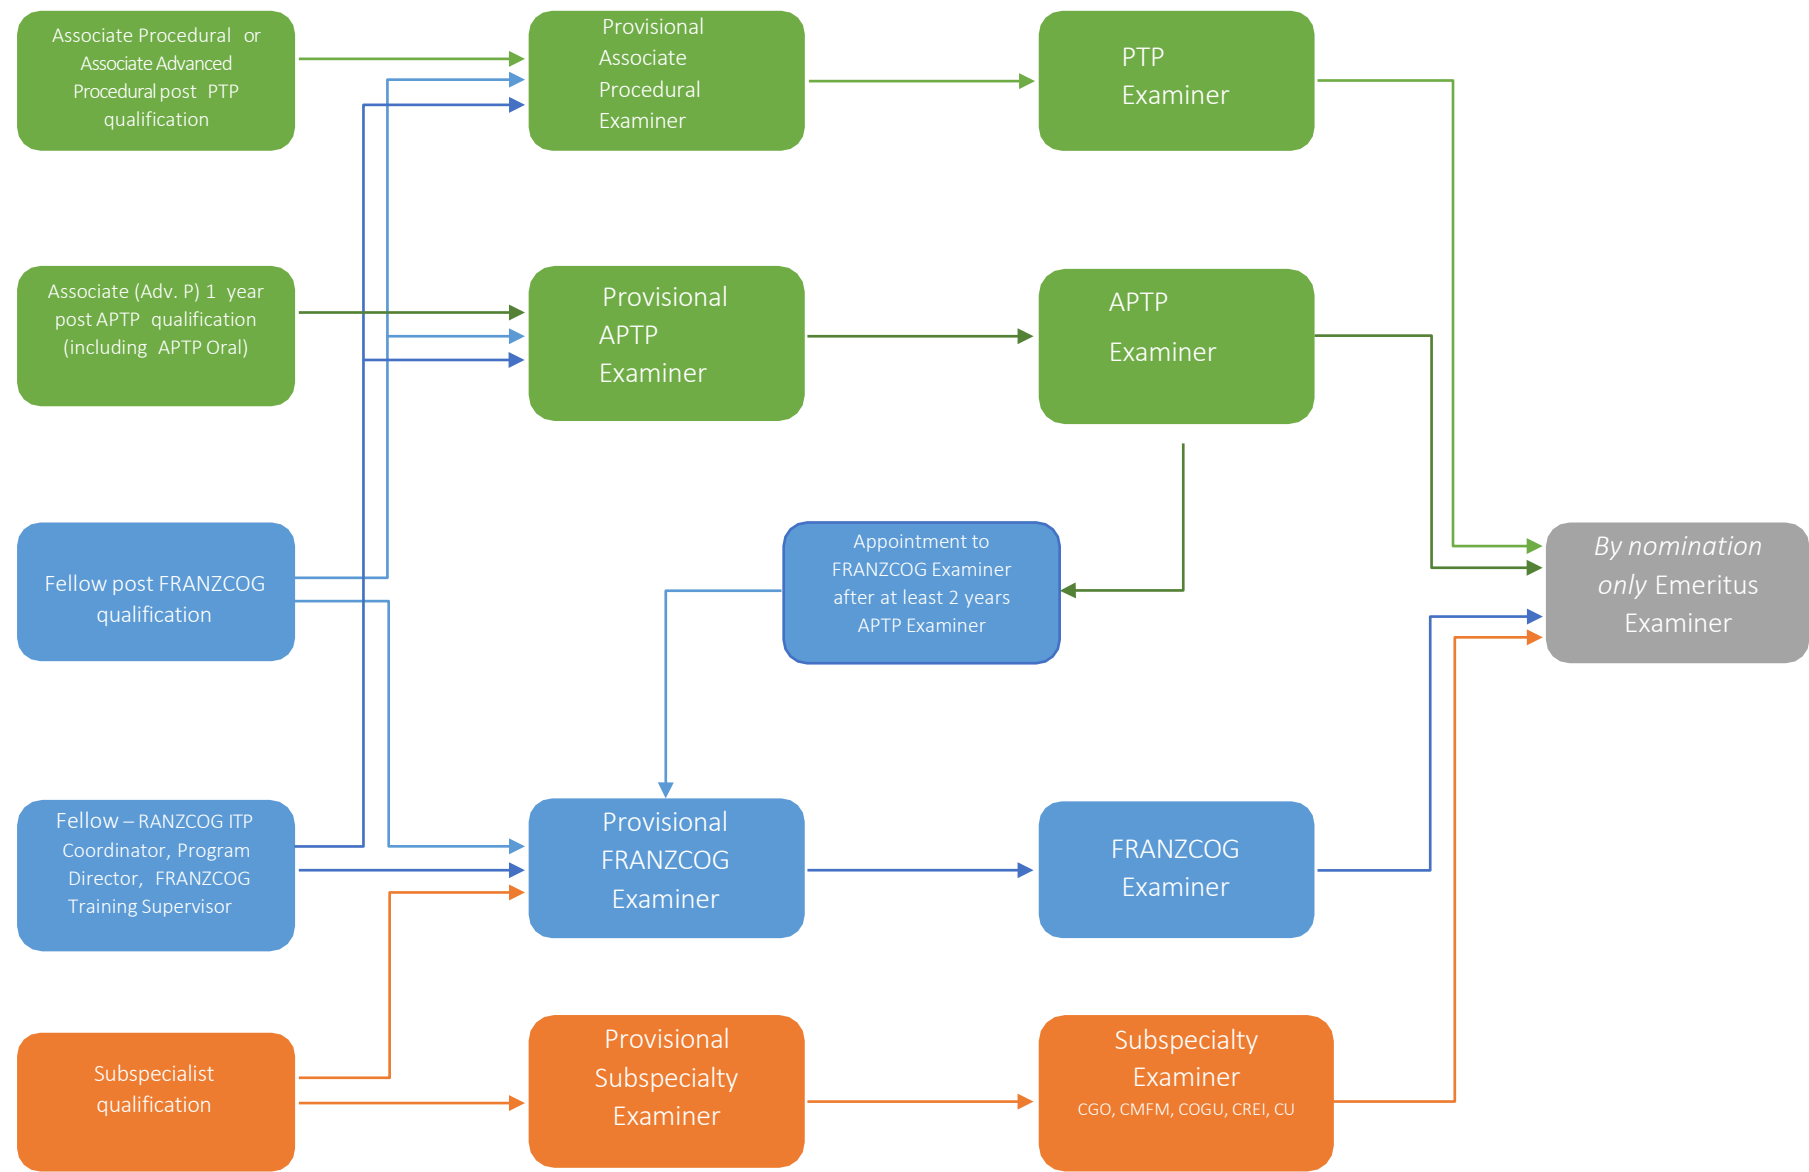 Associate Procedural or
Associate Advanced
Procedural post PTP
qualification
Provisional
Associate
Procedural
Examiner
PTP
Examiner
Associate (Adv. P) 1 year
post APTP qualification
(including APTP Oral)
Provisional
APTP
Examiner
APTP
Examiner
Fellow post FRANZCOG
qualification
Appointment to
FRANZCOG Examiner
after at least 2 years
APTP Examiner
By nomination
only Emeritus
Examiner
Fellow – RANZCOG ITP
Coordinator, Program
Director, FRANZCOG
Training Supervisor
Provisional
FRANZCOG
Examiner
FRANZCOG
Examiner
Subspecialist
qualification
Provisional
Subspecialty
Examiner
Subspecialty
Examiner
CGO, CMFM, COGU, CREI, CU